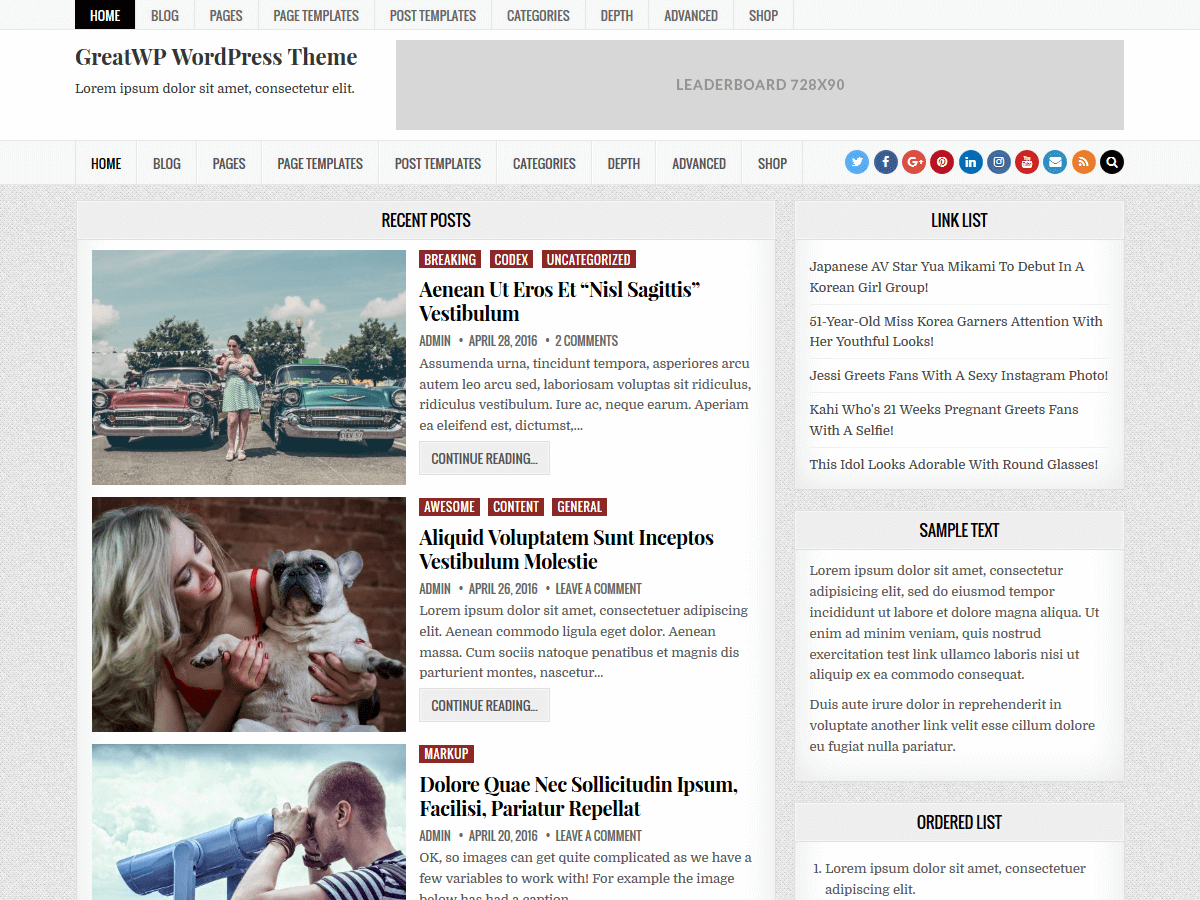 HOME BLOG PAGES PAGE TEMPLATES POST TEMPLATES CATEGORIES DEPTH ADVANCED SHOP
GreatWP WordPress Theme
Lorem ipsum dolor sit amet, consectetur elit.
LEADERBOARD 728X90
HOME BLOG PAGES PAGE TEMPLATES POST TEMPLATES CATEGORIES DEPTH ADVANCED SHOP
RECENT POSTS
BREAKING CODEX UNCATEGORIZED
Aenean Ut Eros Et “Nisl Sagittis”
Vestibulum
ADMIN • APRIL 28, 2016 • 2 COMMENTS
Assumenda urna, tincidunt tempora, asperiores arcu
autem leo arcu sed, laboriosam voluptas sit ridiculus,
ridiculus vestibulum. Iure ac, neque earum. Aperiam
ea eleifend est, dictumst,...
CONTINUE READING...
AWESOME CONTENT GENERAL
Aliquid Voluptatem Sunt Inceptos
Vestibulum Molestie
ADMIN • APRIL 26, 2016 • LEAVE A COMMENT
Lorem ipsum dolor sit amet, consectetuer adipiscing
elit. Aenean commodo ligula eget dolor. Aenean
massa. Cum sociis natoque penatibus et magnis dis
parturient montes, nascetur...
CONTINUE READING...
MARKUP
Dolore Quae Nec Sollicitudin Ipsum,
Facilisi, Pariatur Repellat
ADMIN • APRIL 20, 2016 • LEAVE A COMMENT
OK, so images can get quite complicated as we have a
few variables to work with! For example the image
below has had a caption
LINK LIST
Japanese AV Star Yua Mikami To Debut In A
Korean Girl Group!
51-Year-Old Miss Korea Garners Attention With
Her Youthful Looks!
Jessi Greets Fans With A Sexy Instagram Photo!
Kahi Who's 21 Weeks Pregnant Greets Fans
With A Selfie!
This Idol Looks Adorable With Round Glasses!
SAMPLE TEXT
Lorem ipsum dolor sit amet, consectetur
adipisicing elit, sed do eiusmod tempor
incididunt ut labore et dolore magna aliqua. Ut
enim ad minim veniam, quis nostrud
exercitation test link ullamco laboris nisi ut
aliquip ex ea commodo consequat.
Duis aute irure dolor in reprehenderit in
voluptate another link velit esse cillum dolore
eu fugiat nulla pariatur.
ORDERED LIST
1. Lorem ipsum dolor sit amet, consectetuer
adipiscing elit.